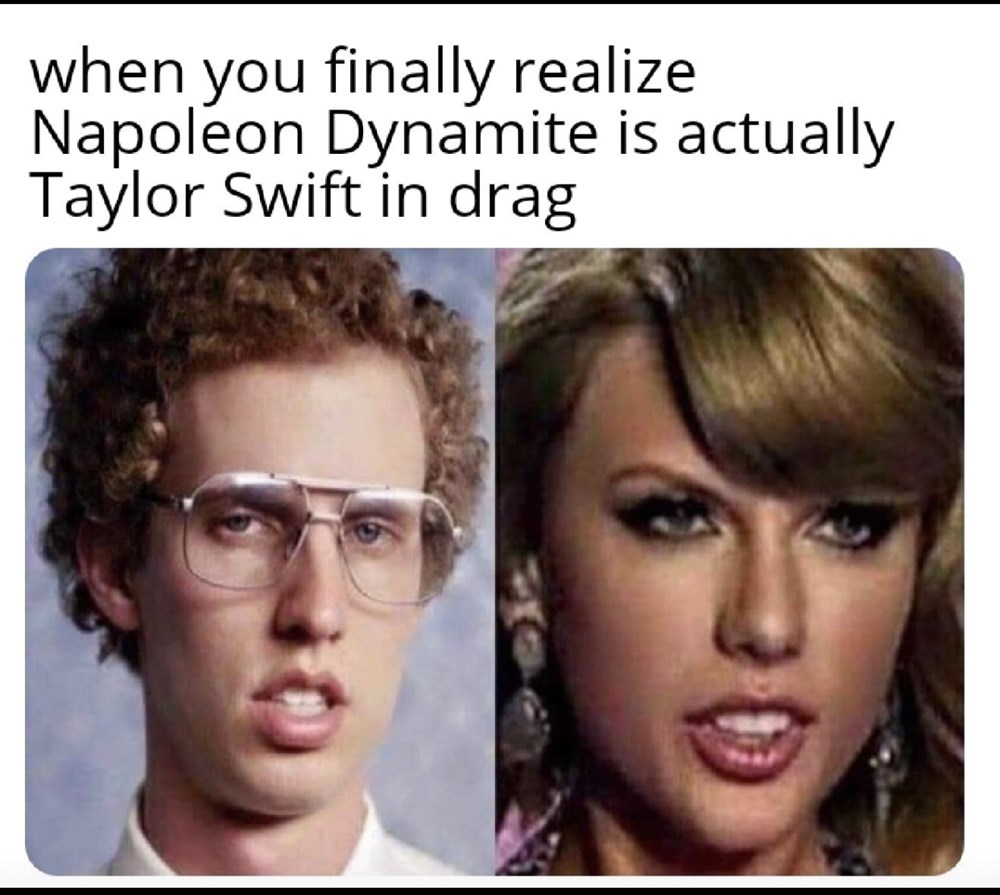 when you finally realize
Napoleon Dynamite is actually
Taylor Swift in drag